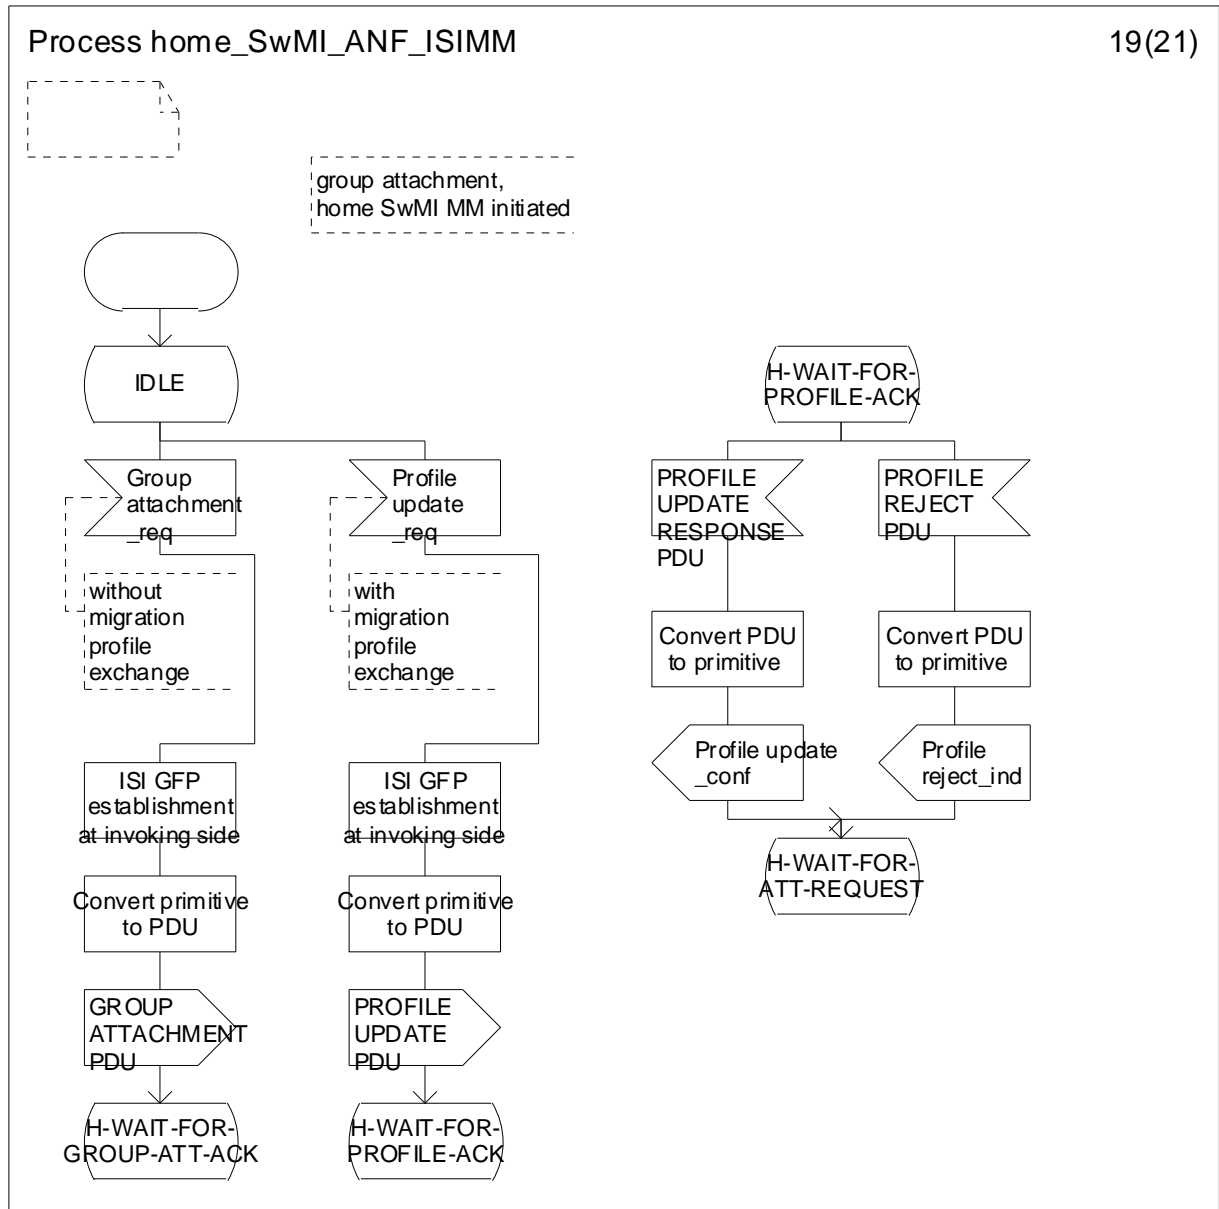 Process home_SwMI_ANF_ISIMM
19(21)
group attachment,
home SwMI MM initiated
IDLE
Group
attachment
_req
without
migration
profile
exchange
ISI GFP
establishment
at invoking side
Convert primitive
to PDU
GROUP
ATTACHMENT
PDU
H-WAIT-FOR-
GROUP-ATT-ACK
Profile
update
_req
with
migration
profile
exchange
ISI GFP
establishment
at invoking side
Convert primitive
to PDU
PROFILE
UPDATE
PDU
H-WAIT-FOR-
PROFILE-ACK
H-WAIT-FOR-
PROFILE-ACK
PROFILE
UPDATE
RESPONSE
PDU
Convert PDU
to primitive
Profile update
_conf
PROFILE
REJECT
PDU
Convert PDU
to primitive
Profile
reject_ind
H-WAIT-FOR-
ATT-REQUEST